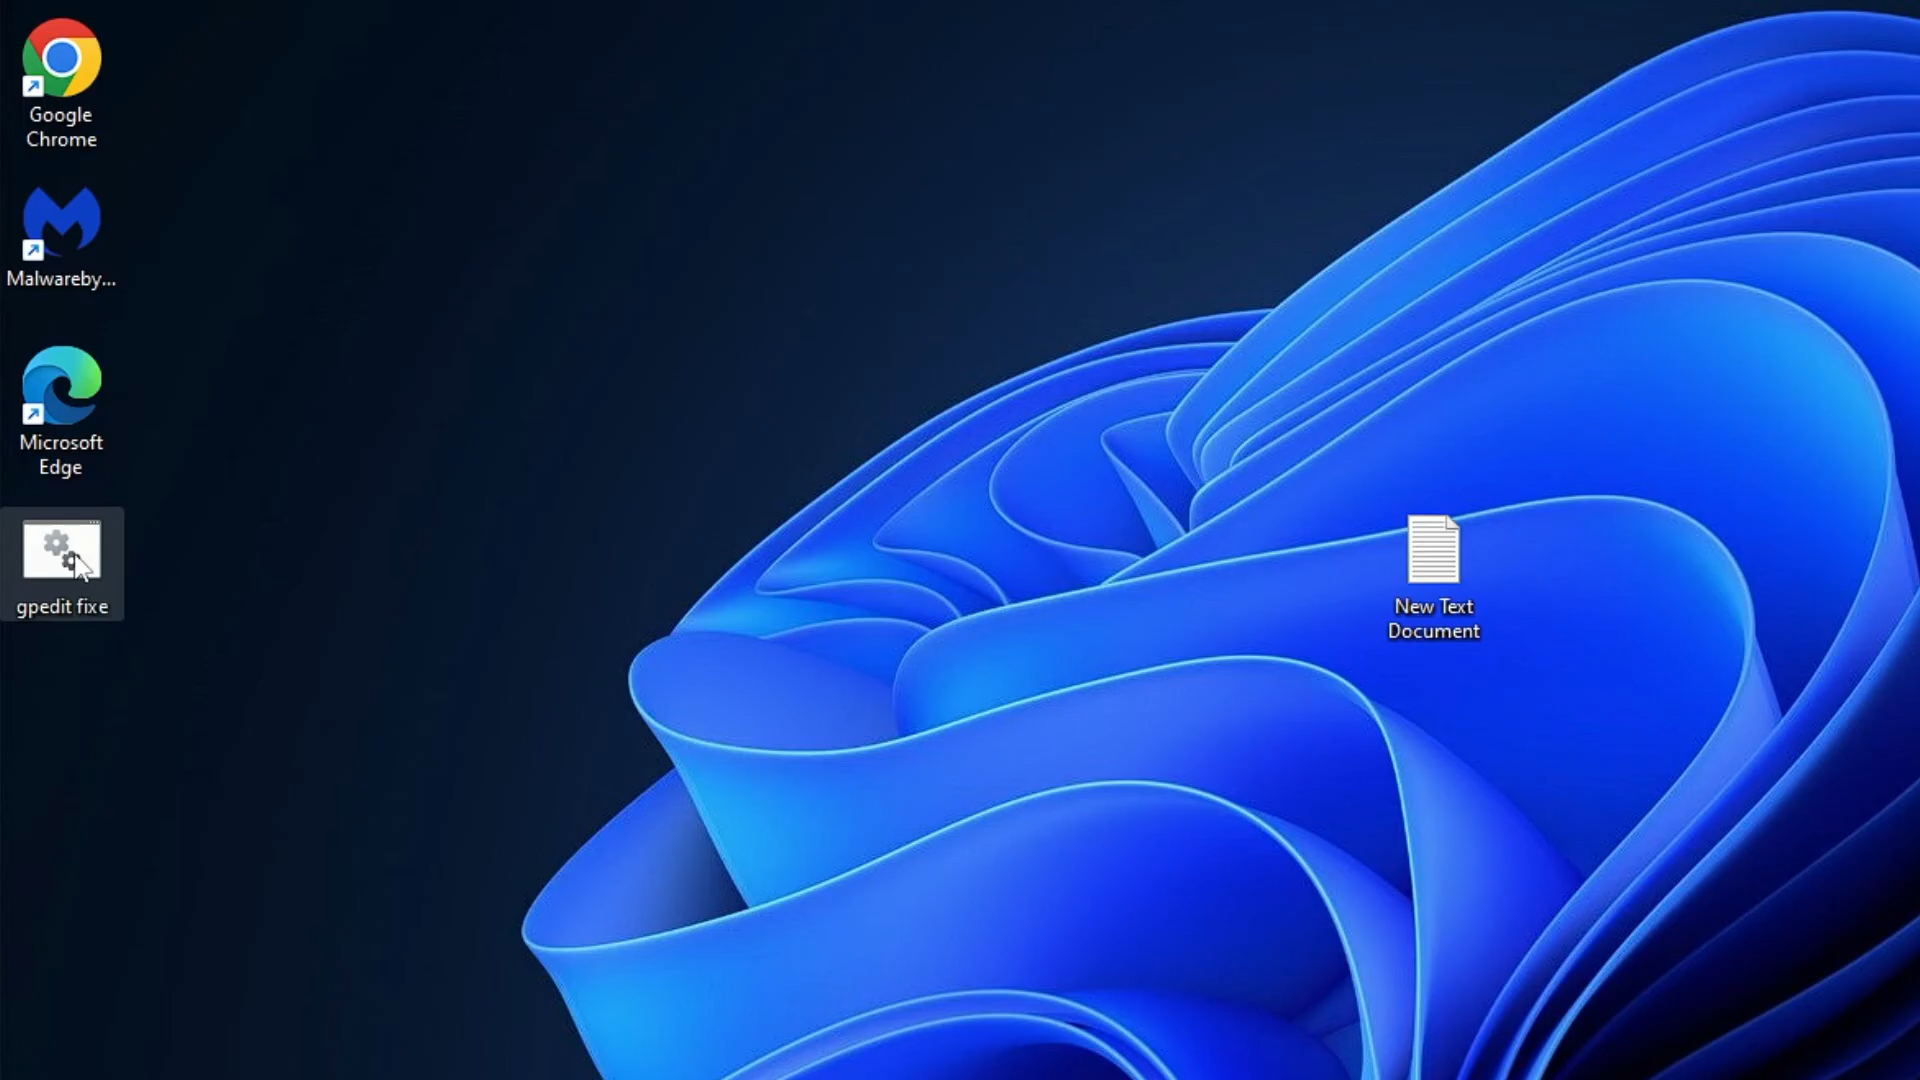 Google
Chrome
Malwareby...
Microsoft
Edge
gpedit fixe
New Text
Document